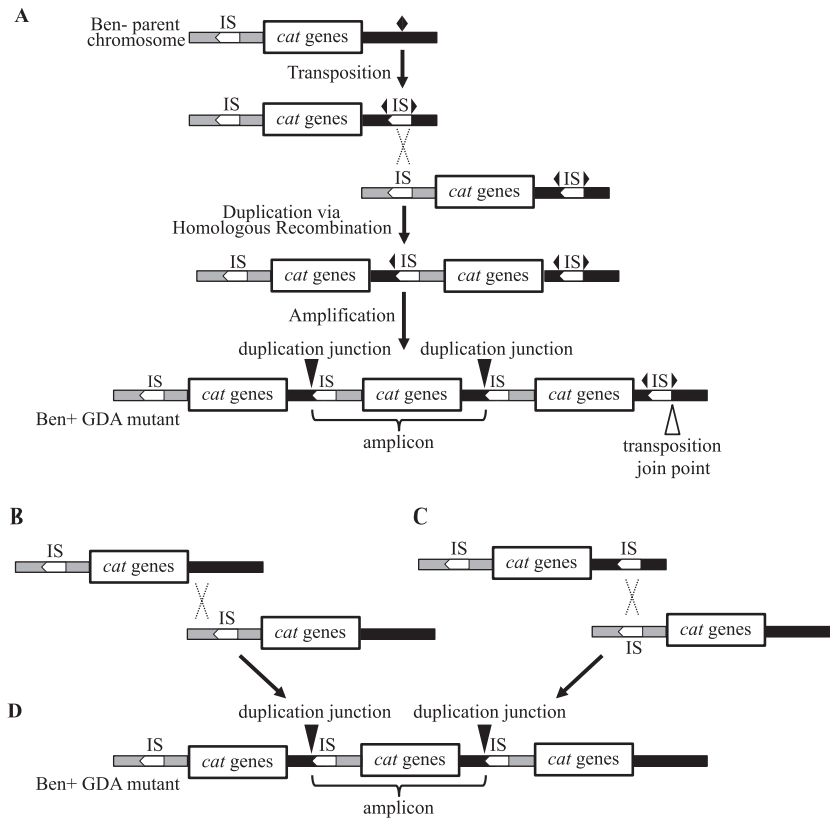 A
Ben- parent
chromosome
IS
cat genes
Transposition
IS
cat genes
IS
IS
cat genes
IS
Duplication via
Homologous Recombination
IS
cat genes
IS
cat genes
IS
Amplification
duplication junction
duplication junction
IS
cat genes
IS
cat genes
IS
cat genes
IS
Ben+ GDA mutant
amplicon
transposition
join point
B
IS
cat genes
IS
cat genes
C
IS
cat genes
IS
cat genes
IS
D
duplication junction
duplication junction
IS
cat genes
IS
cat genes
IS
cat genes
Ben+ GDA mutant
amplicon